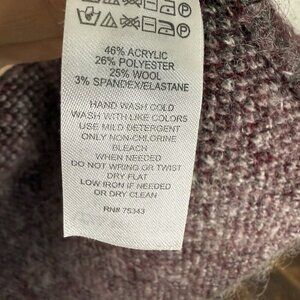 46% ACRYLIC
26% POLYESTER
25% WOOL
3% SPANDEX/ELASTANE
HAND WASH COLD
WASH WITH LIKE COLORS
USE MILD DETERGENT
ONLY NON-CHLORINE
BLEACH
WHEN NEEDED
DO NOT WRING OR TWIST
DRY FLAT
LOW IRON IF NEEDED
OR DRY CLEAN
RN# 75343